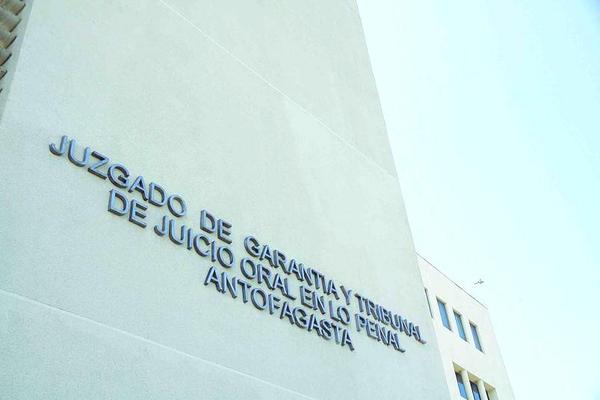 JUZGADO DE GARANTIA Y TRIBUNAL
DE JUICIO ORAL EN LO PENAL
ANTOFAGASTA